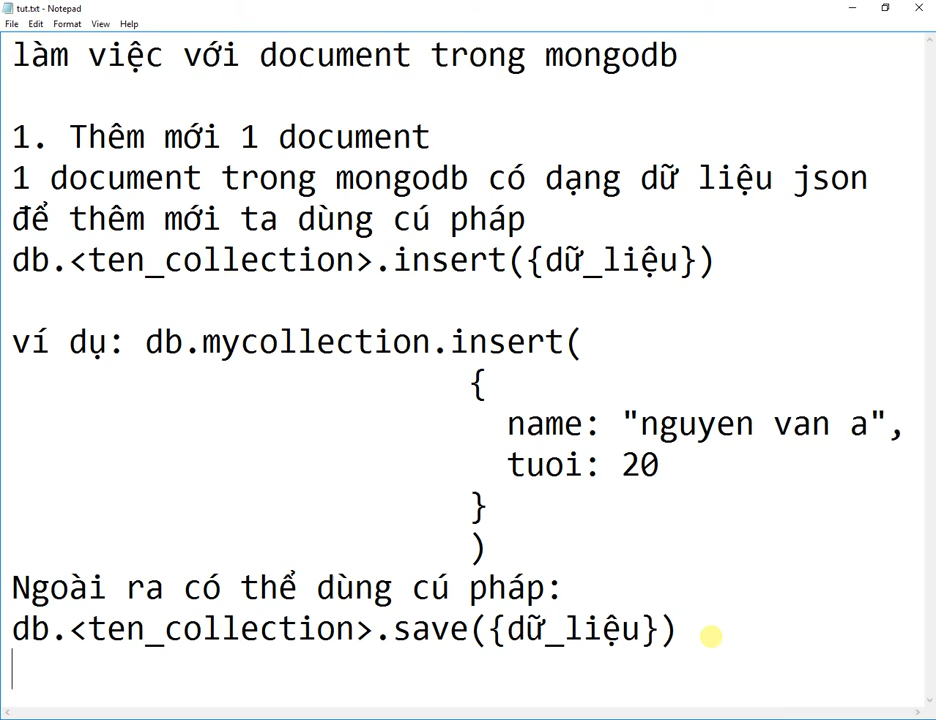 tut.txt - Notepad
File Edit Format View Help
làm việc với document trong mongodb
1. Thêm mới 1 document
1 document trong mongodb có dạng dữ liệu json
để thêm mới ta dùng cú pháp
db.<ten_collection>.insert({dữ_liệu})
ví dụ: db.mycollection.insert(
{
name: "nguyen van a",
tuoi: 20
}
)
Ngoài ra có thể dùng cú pháp:
db.<ten_collection>.save({dữ_liệu})